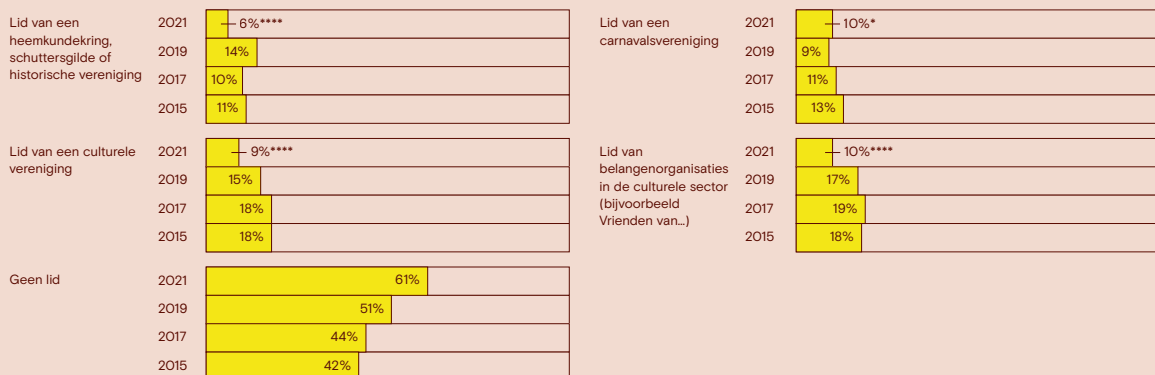 Lid van een
heemkundekring,
schuttersgilde of
historische vereniging
2021 6%****
2019 14%
2017 10%
2015 11%
Lid van een
carnavalsvereniging
2021 10%*
2019 9%
2017 11%
2015 13%
Lid van een culturele
vereniging
2021 9%****
2019 15%
2017 18%
2015 18%
Lid van
belangenorganisaties
in de culturele sector
(bijvoorbeeld
Vrienden van…)
2021 10%****
2019 17%
2017 19%
2015 18%
Geen lid
2021 61%
2019 51%
2017 44%
2015 42%